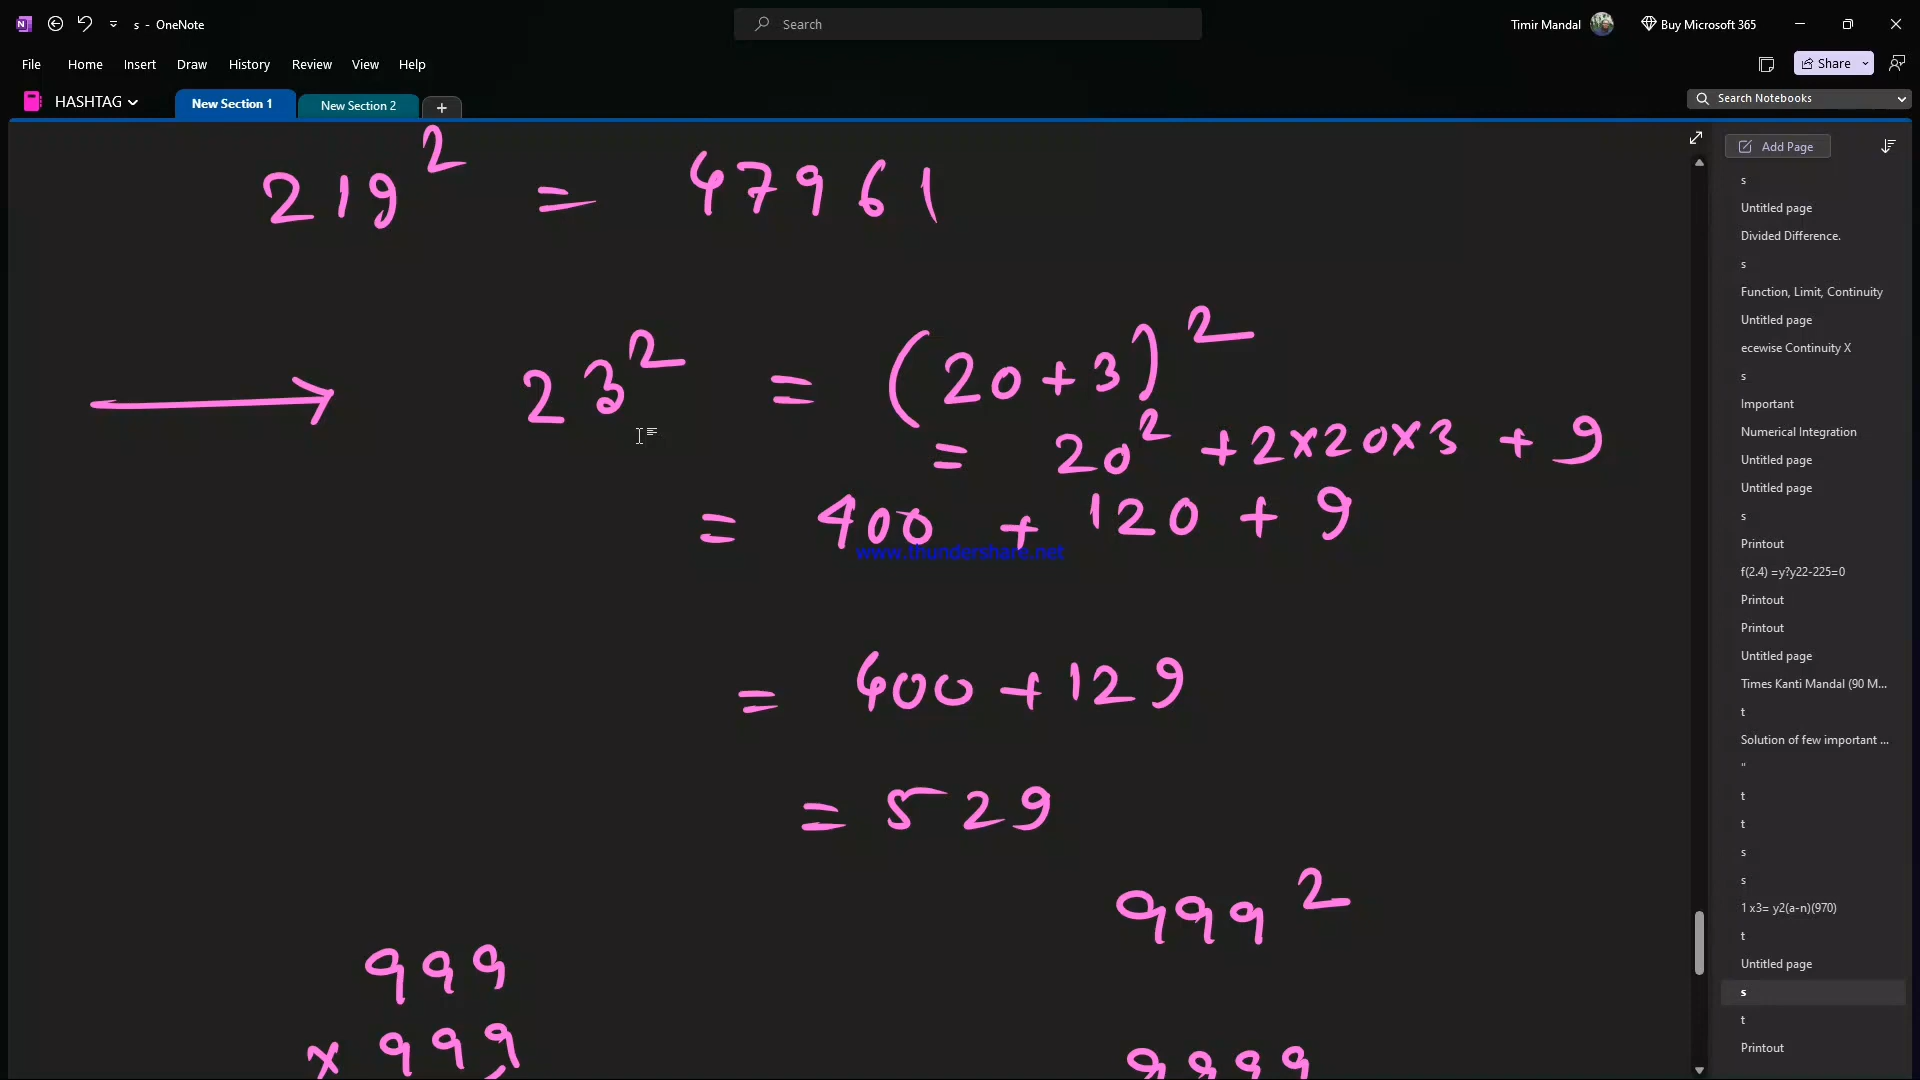 s - OneNote
Search
Timir Mandal
Buy Microsoft 365
File Home Insert Draw History Review View Help
Share
HASHTAG
New Section 1
New Section 2
+
Search Notebooks
Add Page
219² = 47961
→ 23² = (20+3)²
= 20² + 2×20×3 + 9
= 400 + 120 + 9
www.thundershare.net
= 400 + 129
= 529
999²
999
× 999
9999
s
Untitled page
Divided Difference.
s
Function, Limit, Continuity
Untitled page
ecewise Continuity X
s
Important
Numerical Integration
Untitled page
Untitled page
s
Printout
f(2.4) =y?y22-225=0
Printout
Printout
Untitled page
Times Kanti Mandal (90 M...
t
Solution of few important ...
"
t
t
s
s
1 x3= y2(a-n)(970)
t
Untitled page
s
t
Printout